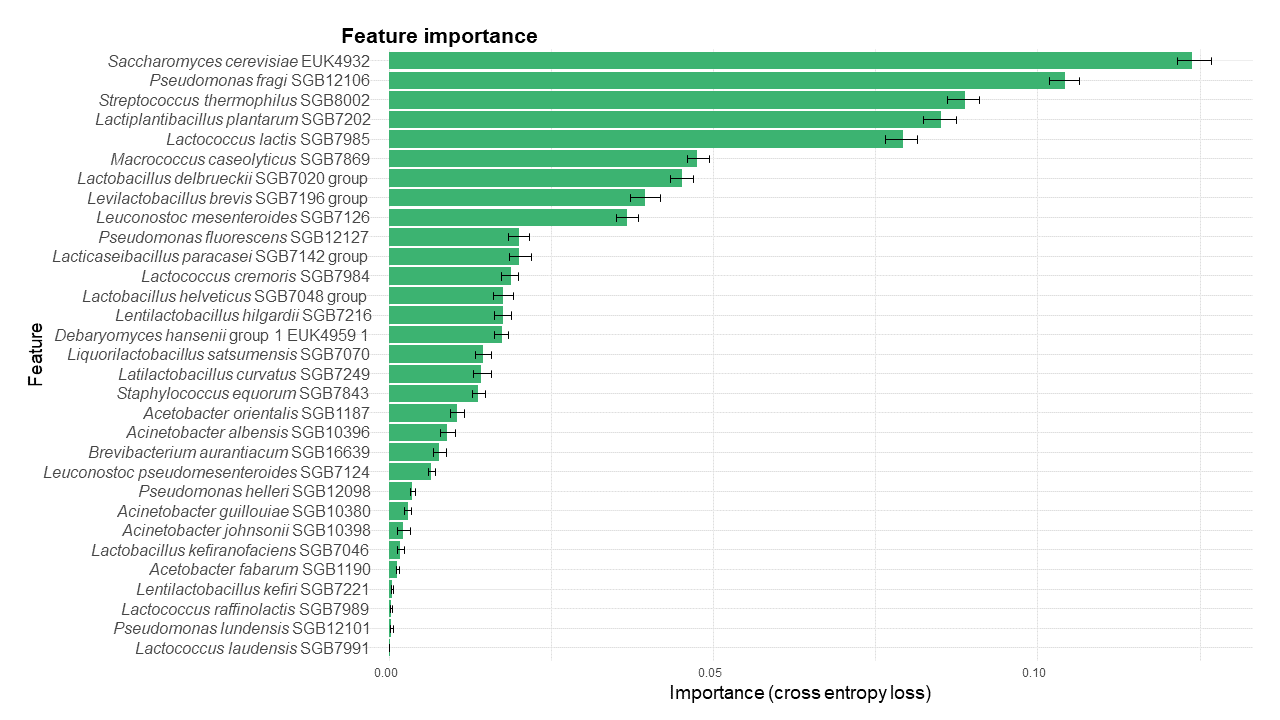 Feature importance
Saccharomyces cerevisiae EUK4932
Pseudomonas fragi SGB12106
Streptococcus thermophilus SGB8002
Lactiplantibacillus plantarum SGB7202
Lactococcus lactis SGB7985
Macrococcus caseolyticus SGB7869
Lactobacillus delbrueckii SGB7020 group
Levilactobacillus brevis SGB7196 group
Leuconostoc mesenteroides SGB7126
Pseudomonas fluorescens SGB12127
Lacticaseibacillus paracasei SGB7142 group
Lactococcus cremoris SGB7984
Lactobacillus helveticus SGB7048 group
Lentilactobacillus hilgardii SGB7216
Debaryomyces hansenii group 1 EUK4959 1
Liquorilactobacillus satsumensis SGB7070
Latilactobacillus curvatus SGB7249
Staphylococcus equorum SGB7843
Acetobacter orientalis SGB1187
Acinetobacter albensis SGB10396
Brevibacterium aurantiacum SGB16639
Leuconostoc pseudomesenteroides SGB7124
Pseudomonas helleri SGB12098
Acinetobacter guillouiae SGB10380
Acinetobacter johnsonii SGB10398
Lactobacillus kefiranofaciens SGB7046
Acetobacter fabarum SGB1190
Lentilactobacillus kefiri SGB7221
Lactococcus raffinolactis SGB7989
Pseudomonas lundensis SGB12101
Lactococcus laudensis SGB7991
Feature
0.00 0.05 0.10
Importance (cross entropy loss)